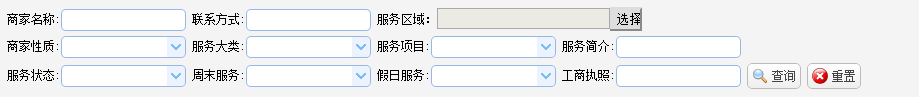 商家名称: 联系方式: 服务区域： 选择
商家性质: 服务大类: 服务项目: 服务简介:
服务状态: 周末服务: 假日服务: 工商执照: 查询 重置